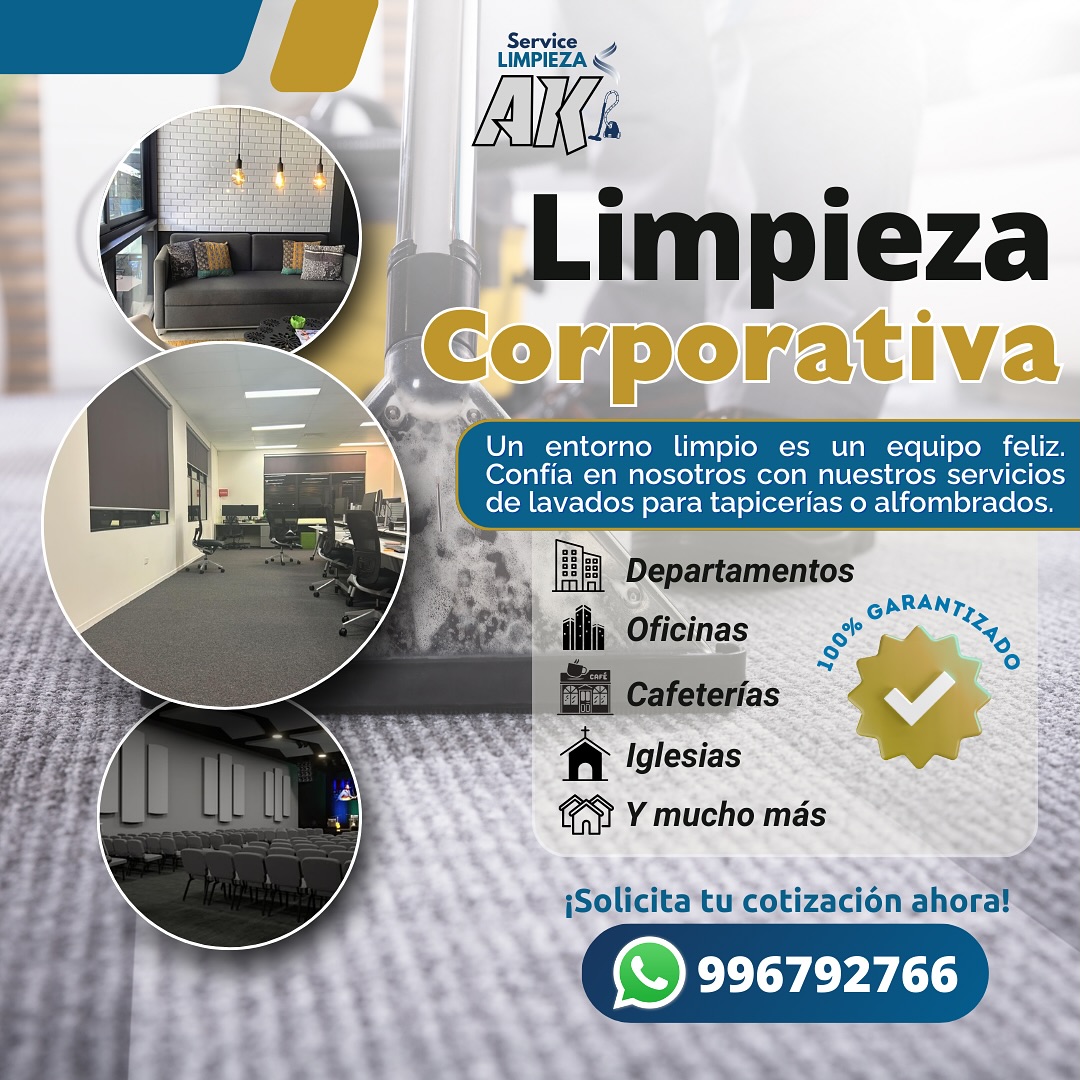 Service
LIMPIEZA
AK
Limpieza
Corporativa
Un entorno limpio es un equipo feliz.
Confía en nosotros con nuestros servicios
de lavados para tapicerías o alfombrados.
Departamentos
Oficinas
CAFÉ
Cafeterías
Iglesias
Y mucho más
100% GARANTIZADO
¡Solicita tu cotización ahora!
996792766